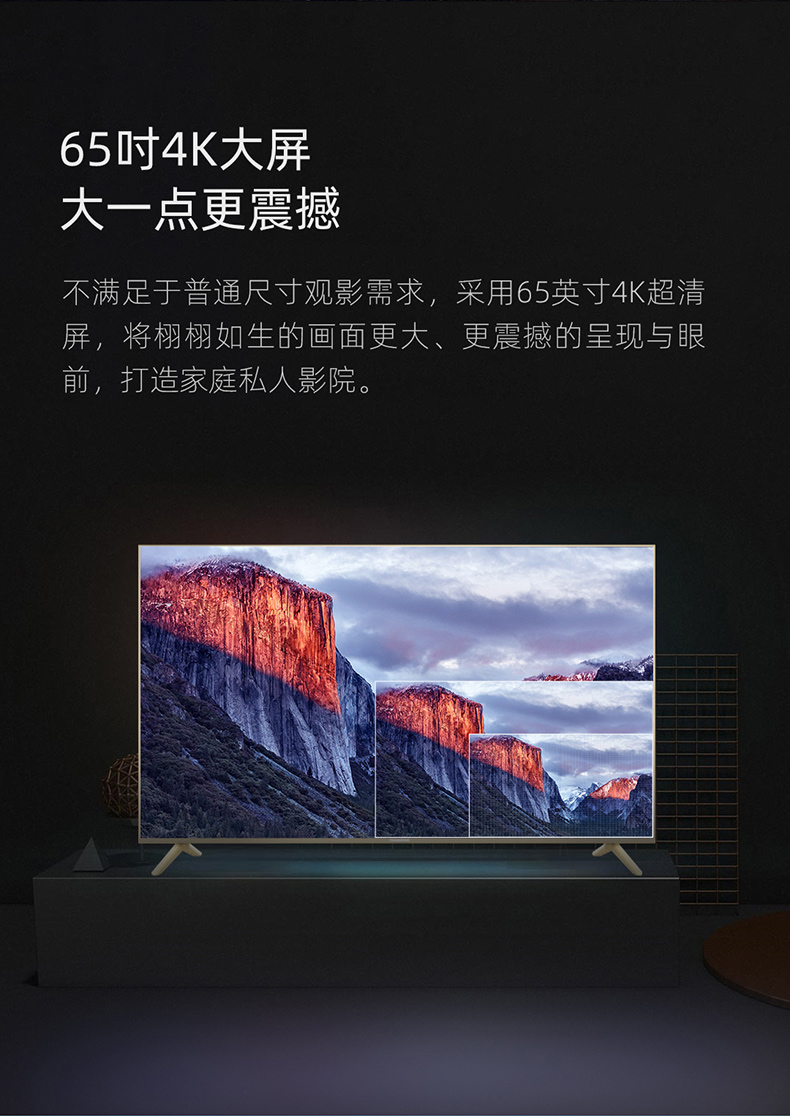 65吋4K大屏
大一点更震撼
不满足于普通尺寸观影需求，采用65英寸4K超清
屏，将栩栩如生的画面更大、更震撼的呈现与眼
前，打造家庭私人影院。